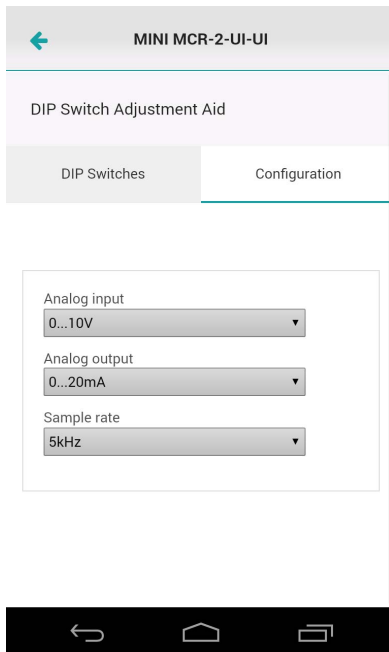 MINI MCR-2-UI-UI
DIP Switch Adjustment Aid
DIP Switches Configuration
Analog input
0...10V
Analog output
0...20mA
Sample rate
5kHz